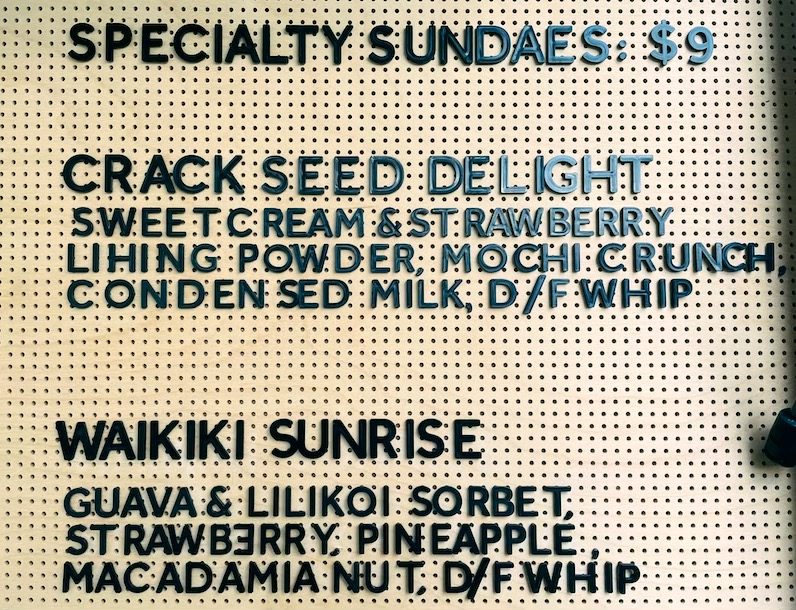 SPECIALTY SUNDAES: $9
CRACK SEED DELIGHT
SWEET CREAM & STRAWBERRY
LIHING POWDER, MOCHI CRUNCH,
CONDENSED MILK, D/F WHIP
WAIKIKI SUNRISE
GUAVA & LILIKOI SORBET,
STRAWBERRY, PINEAPPLE,
MACADAMIA NUT, D/F WHIP